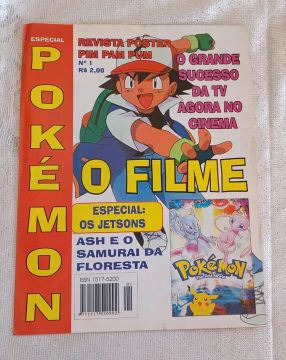 ESPECIAL
POKÉMON
REVISTA PÔSTER
PIM PAM PUM
Nº 1
R$ 2,00
O GRANDE
SUCESSO
DA TV
AGORA NO
CINEMA
O FILME
ESPECIAL:
OS JETSONS
ASH E O
SAMURAI DA
FLORESTA
ISSN 1517-5200
Pokémon